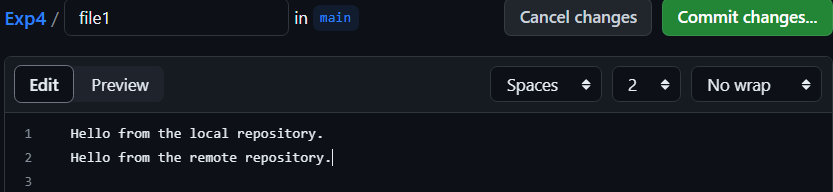 Exp4 / file1 in main Cancel changes Commit changes...
Edit Preview Spaces 2 No wrap
1 Hello from the local repository.
2 Hello from the remote repository.
3